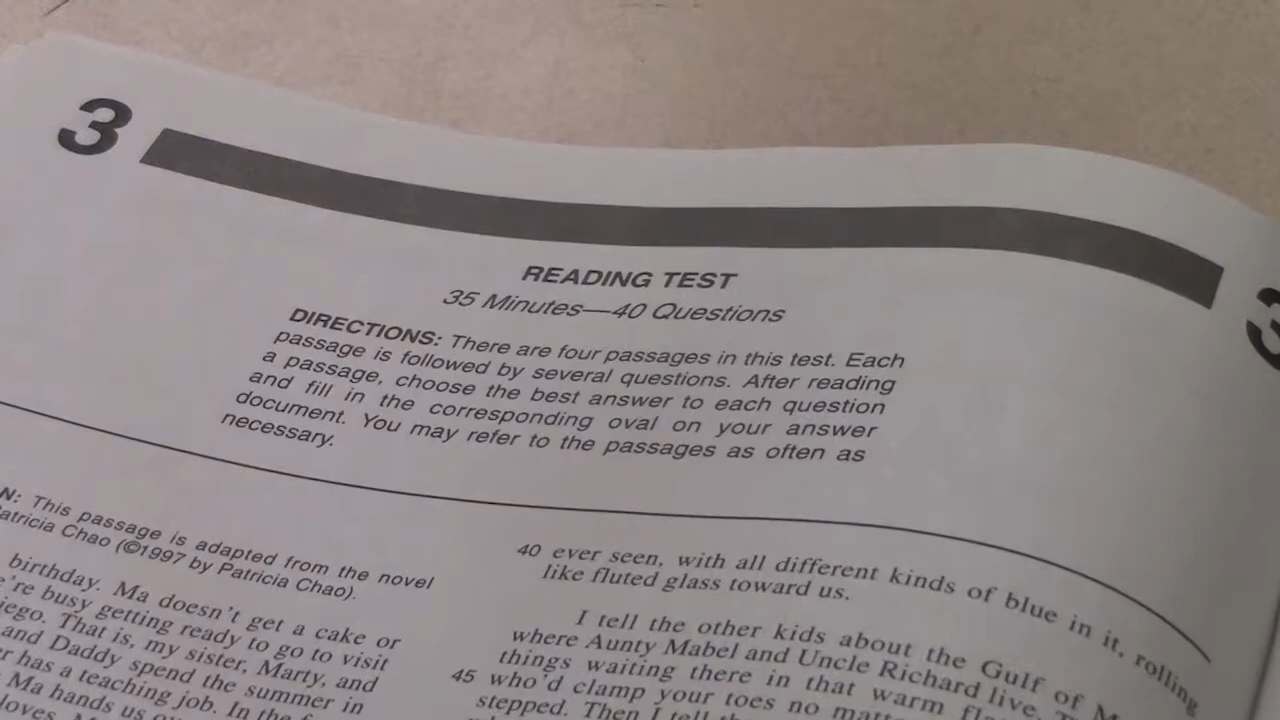 3
3
READING TEST
35 Minutes—40 Questions
DIRECTIONS: There are four passages in this test. Each
passage is followed by several questions. After reading
a passage, choose the best answer to each question
and fill in the corresponding oval on your answer
document. You may refer to the passages as often as
necessary.
N: This passage is adapted from the novel
Patricia Chao (©1997 by Patricia Chao).
birthday. Ma doesn't get a cake or
're busy getting ready to go to visit
iego. That is, my sister, Marty, and
and Daddy spend the summer in
has a teaching job. In the
Ma hands us
40 ever seen, with all different kinds of blue in it, rolling
like fluted glass toward us.
I tell the other kids about the Gulf of
where Aunty Mabel and Uncle Richard live.
things waiting there in that warm
45 who'd clamp your toes no
stepped. Then I tell